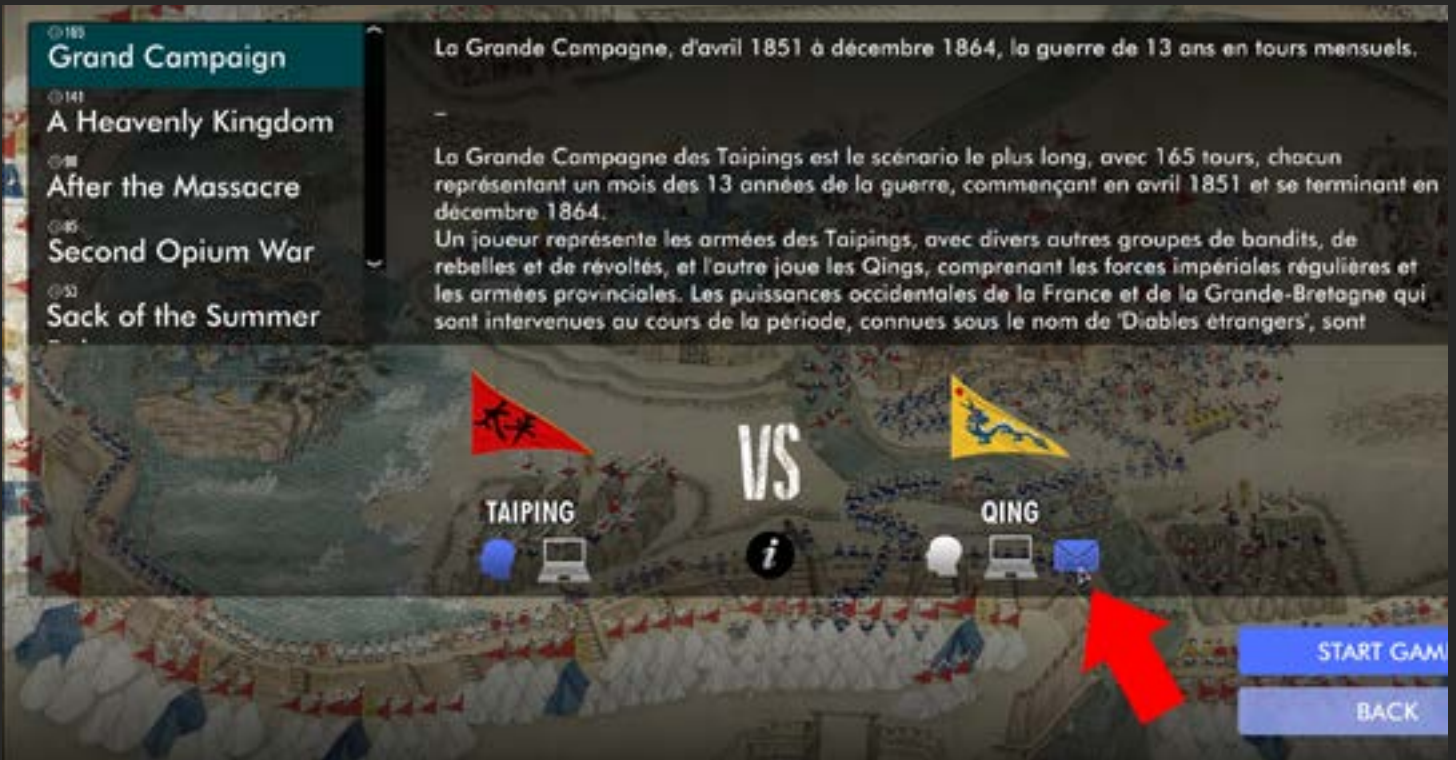 165
Grand Campaign
141
A Heavenly Kingdom
After the Massacre
85
Second Opium War
53
Sack of the Summer
La Grande Campagne, d'avril 1851 à décembre 1864, la guerre de 13 ans en tours mensuels.
–
La Grande Campagne des Taipings est le scénario le plus long, avec 165 tours, chacun
représentant un mois des 13 années de la guerre, commençant en avril 1851 et se terminant en
décembre 1864.
Un joueur représente les armées des Taipings, avec divers autres groupes de bandits, de
rebelles et de révoltés, et l'autre joue les Qings, comprenant les forces impériales régulières et
les armées provinciales. Les puissances occidentales de la France et de la Grande-Bretagne qui
sont intervenues au cours de la période, connues sous le nom de 'Diables étrangers', sont
VS
TAIPING
QING
i
START GAM
BACK